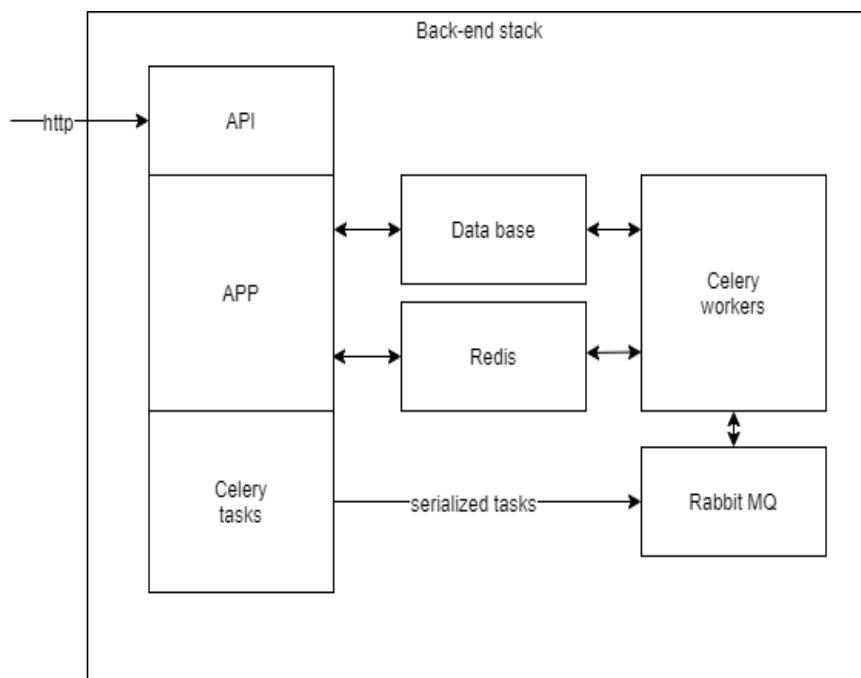 Back-end stack
API
http
Data base
APP
Celery
workers
Redis
Celery
tasks
serialized tasks
Rabbit MQ